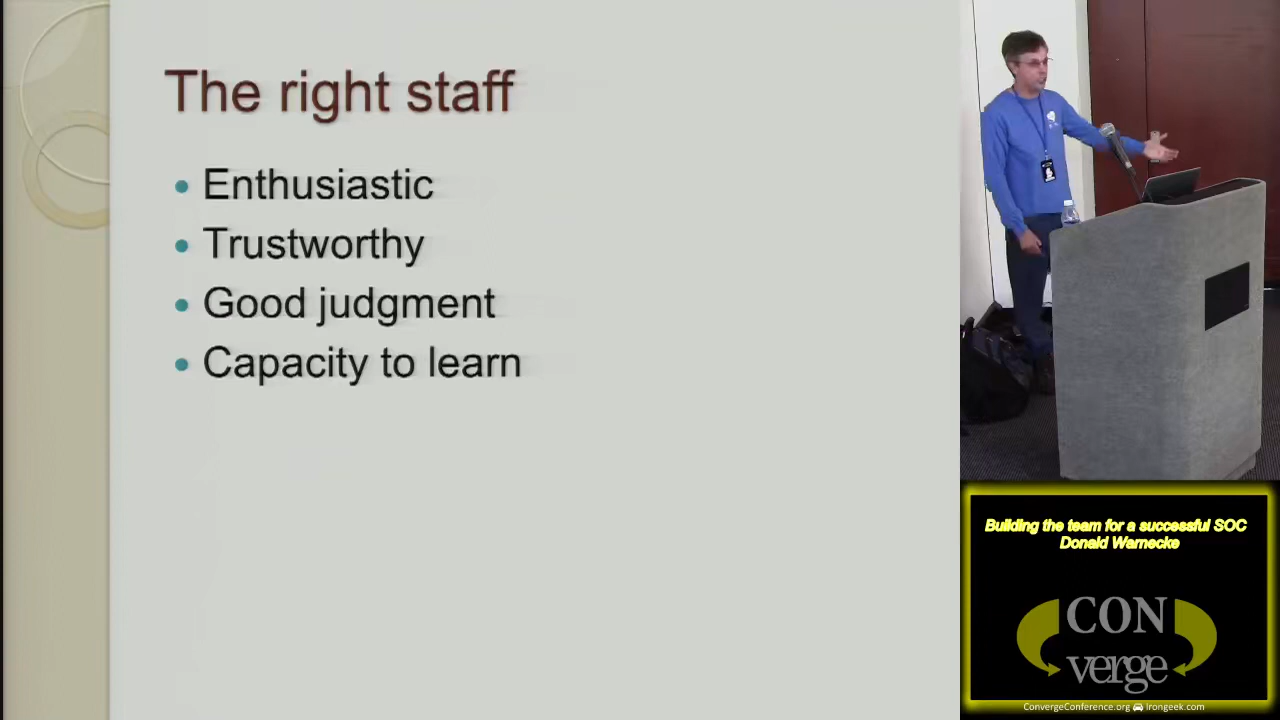 The right staff
Enthusiastic
Trustworthy
Good judgment
Capacity to learn
Building the team for a successful SOC
Donald Warnecke
CON
verge
ConvergeConference.org Irongeek.com